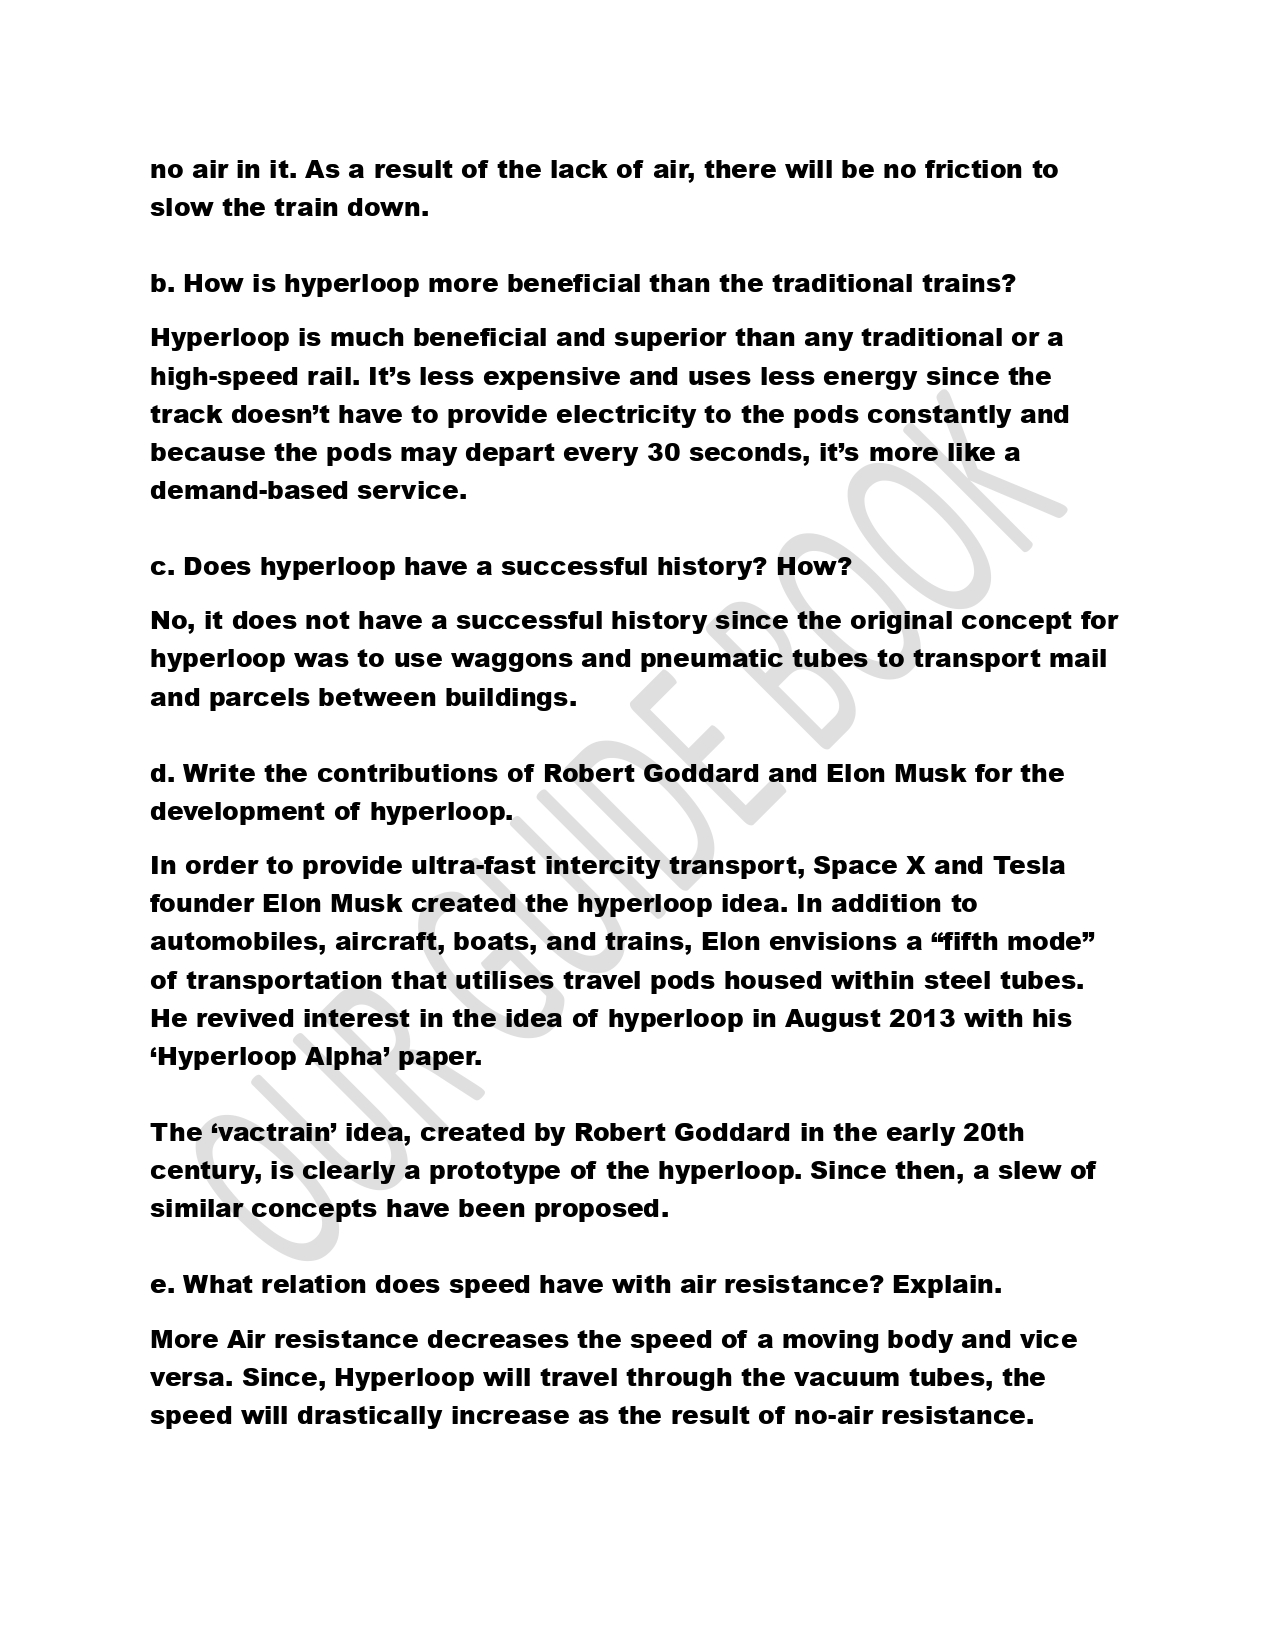 no air in it. As a result of the lack of air, there will be no friction to
slow the train down.
b. How is hyperloop more beneficial than the traditional trains?
Hyperloop is much beneficial and superior than any traditional or a
high-speed rail. It’s less expensive and uses less energy since the
track doesn’t have to provide electricity to the pods constantly and
because the pods may depart every 30 seconds, it’s more like a
demand-based service.
c. Does hyperloop have a successful history? How?
No, it does not have a successful history since the original concept for
hyperloop was to use waggons and pneumatic tubes to transport mail
and parcels between buildings.
d. Write the contributions of Robert Goddard and Elon Musk for the
development of hyperloop.
In order to provide ultra-fast intercity transport, Space X and Tesla
founder Elon Musk created the hyperloop idea. In addition to
automobiles, aircraft, boats, and trains, Elon envisions a “fifth mode”
of transportation that utilises travel pods housed within steel tubes.
He revived interest in the idea of hyperloop in August 2013 with his
‘Hyperloop Alpha’ paper.
The ‘vactrain’ idea, created by Robert Goddard in the early 20th
century, is clearly a prototype of the hyperloop. Since then, a slew of
similar concepts have been proposed.
e. What relation does speed have with air resistance? Explain.
More Air resistance decreases the speed of a moving body and vice
versa. Since, Hyperloop will travel through the vacuum tubes, the
speed will drastically increase as the result of no-air resistance.
OUR GUIDE BOOK